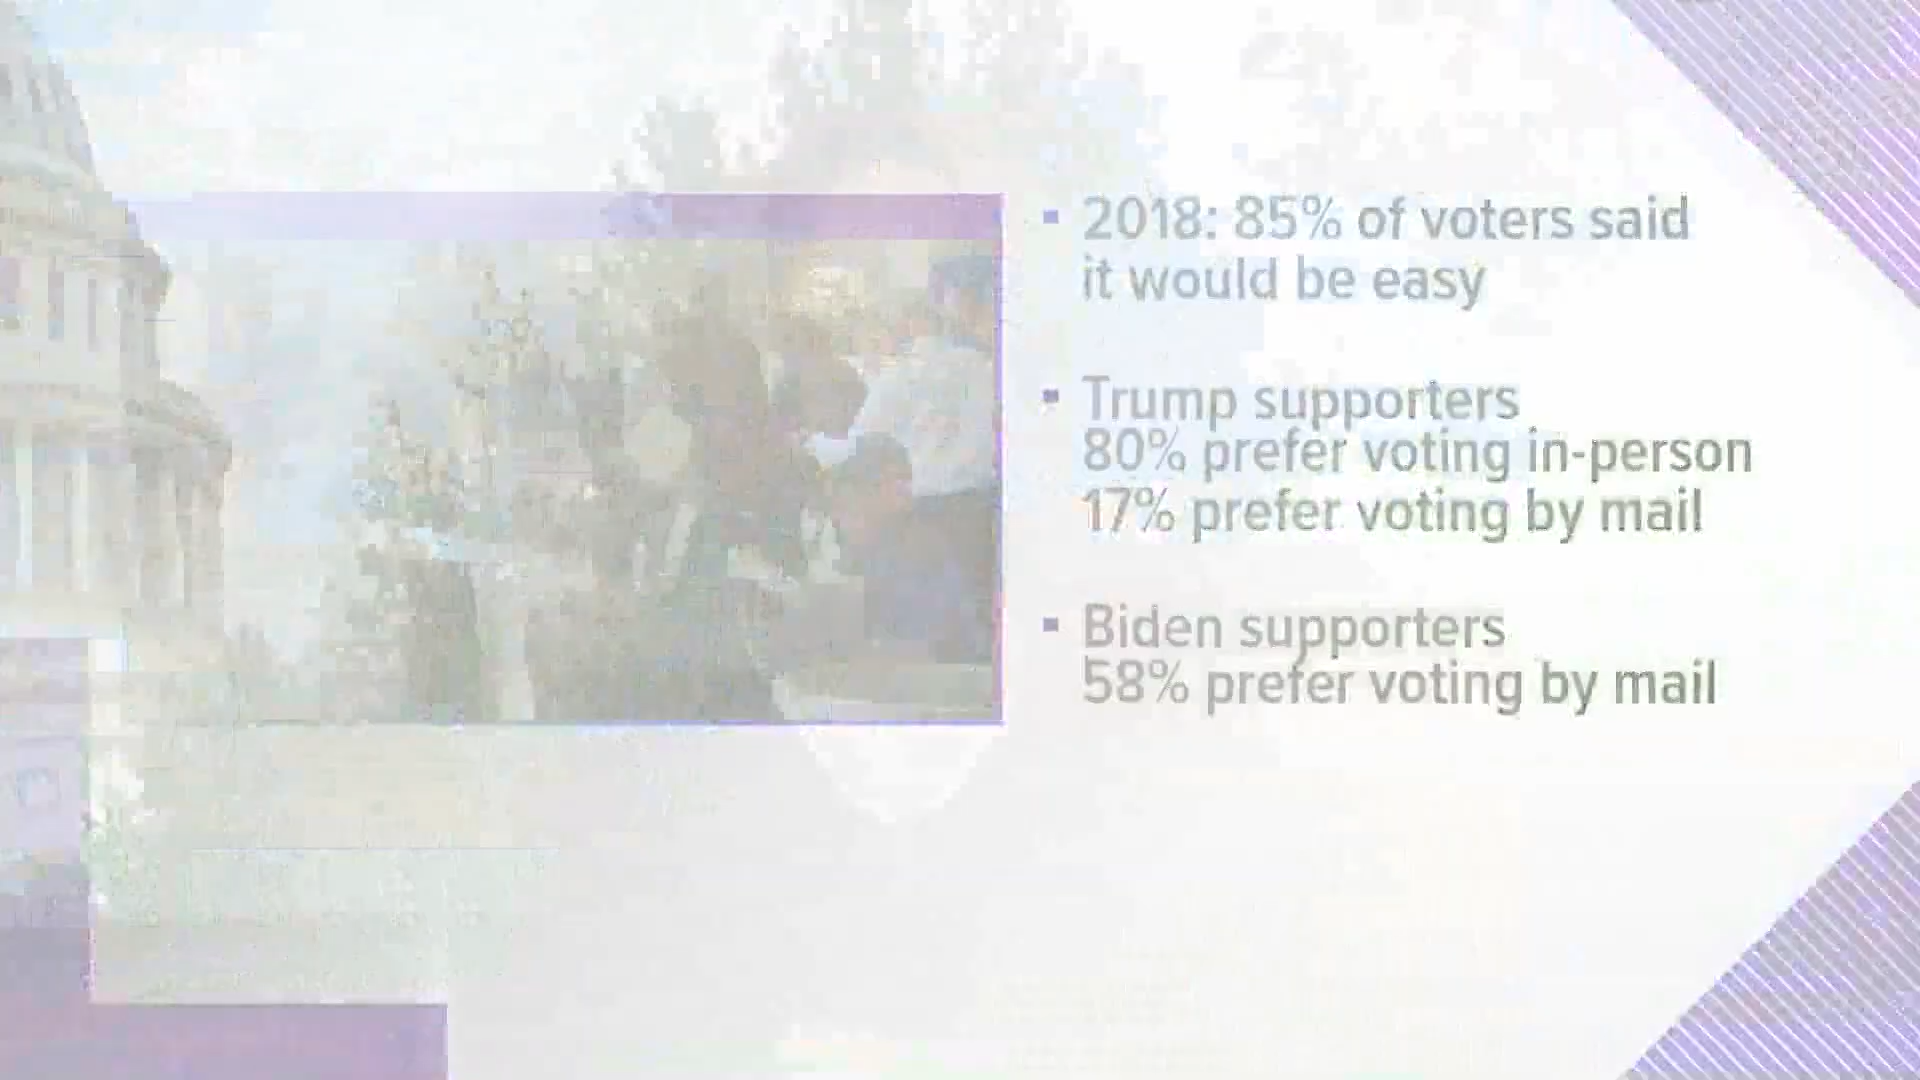 2018: 85% of voters said
it would be easy
Trump supporters
80% prefer voting in-person
17% prefer voting by mail
Biden supporters
58% prefer voting by mail